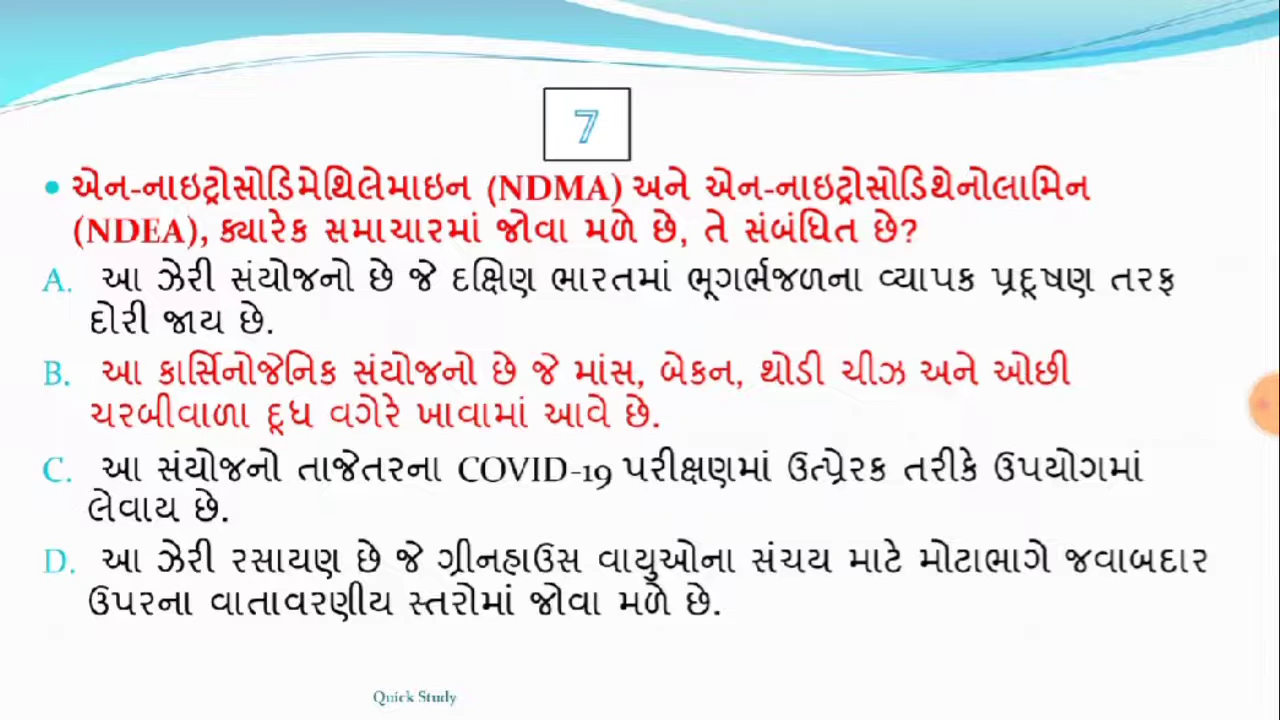 7
• એન-નાઇટ્રોસોડિમેથિલેમાઇન (NDMA) અને એન-નાઇટ્રોસોડિથેનોલામિન
(NDEA), ક્યારેક સમાચારમાં જોવા મળે છે, તે સંબંધિત છે?
A. આ ઝેરી સંયોજનો છે જે દક્ષિણ ભારતમાં ભૂગર્ભજળના વ્યાપક પ્રદૂષણ તરફ
દોરી જાય છે.
B. આ કાર્સિનોજેનિક સંયોજનો છે જે માંસ, બેકન, થોડી ચીઝ અને ઓછી
ચરબીવાળા દૂધ વગેરે ખાવામાં આવે છે.
C. આ સંયોજનો તાજેતરના COVID-19 પરીક્ષણમાં ઉત્પ્રેરક તરીકે ઉપયોગમાં
લેવાય છે.
D. આ ઝેરી રસાયણ છે જે ગ્રીનહાઉસ વાયુઓના સંચય માટે મોટાભાગે જવાબદાર
ઉપરના વાતાવરણીય સ્તરોમાં જોવા મળે છે.
Quick Study